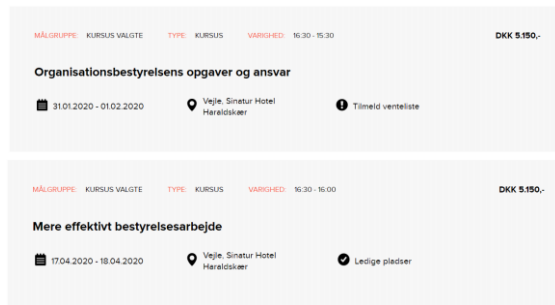 MÅLGRUPPE: KURSUS VALGTE TYPE: KURSUS VARIGHED: 16:30 - 15:30 DKK 5.150,-
Organisationsbestyrelsens opgaver og ansvar
31.01.2020 - 01.02.2020 Vejle, Sinatur Hotel Haraldskær Tilmeld venteliste
MÅLGRUPPE: KURSUS VALGTE TYPE: KURSUS VARIGHED: 16:30 - 16:00 DKK 5.150,-
Mere effektivt bestyrelsesarbejde
17.04.2020 - 18.04.2020 Vejle, Sinatur Hotel Haraldskær Ledige pladser